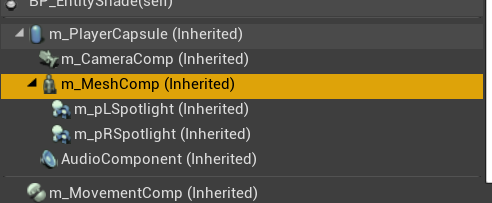 BP_EntityShade(self)
m_PlayerCapsule (Inherited)
m_CameraComp (Inherited)
m_MeshComp (Inherited)
m_pLSpotlight (Inherited)
m_pRSpotlight (Inherited)
AudioComponent (Inherited)
m_MovementComp (Inherited)